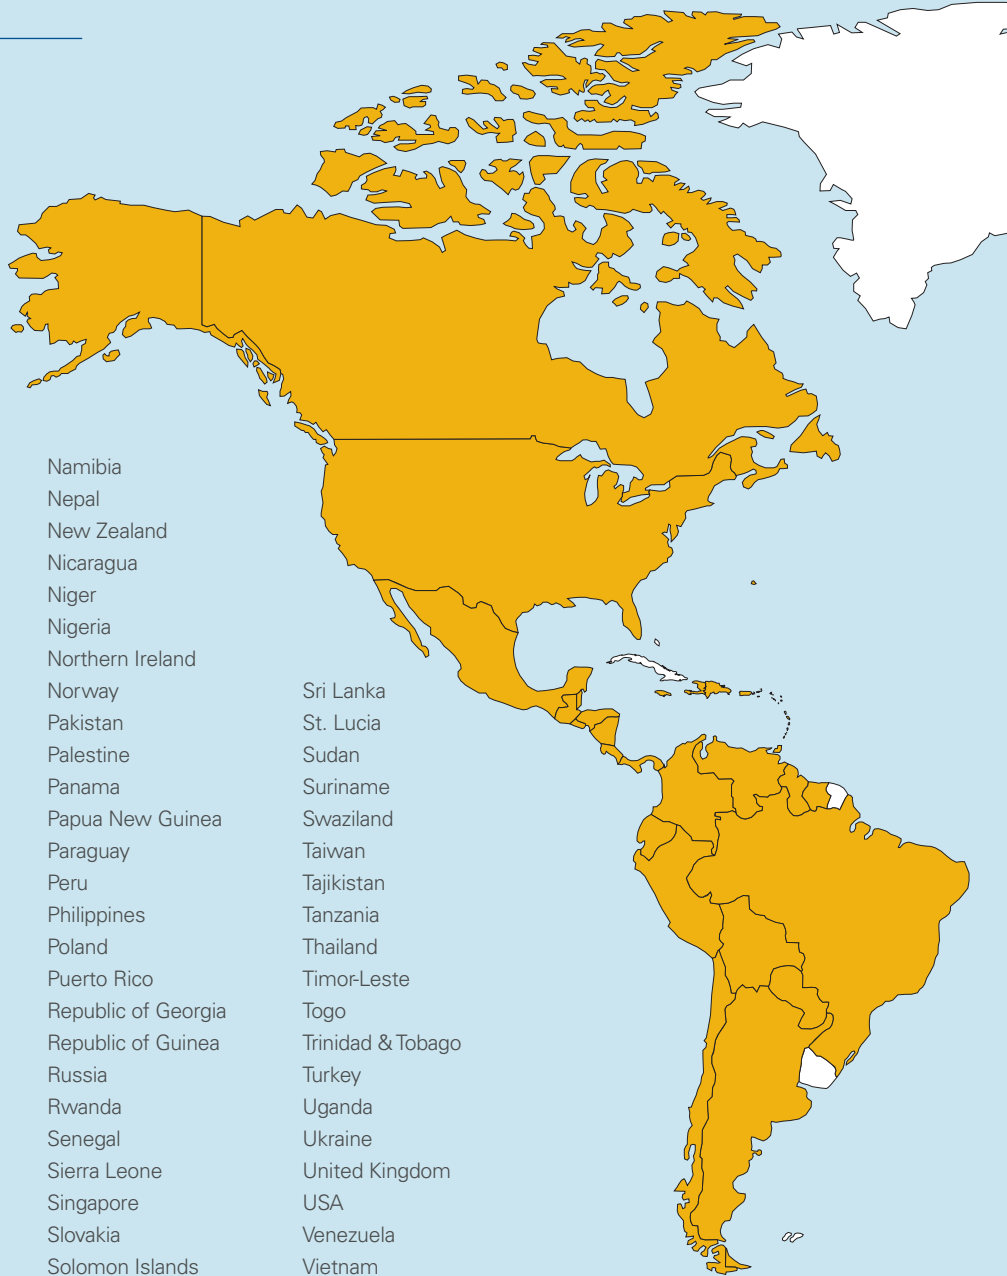 Namibia
Nepal
New Zealand
Nicaragua
Niger
Nigeria
Northern Ireland
Norway
Pakistan
Palestine
Panama
Papua New Guinea
Paraguay
Peru
Philippines
Poland
Puerto Rico
Republic of Georgia
Republic of Guinea
Russia
Rwanda
Senegal
Sierra Leone
Singapore
Slovakia
Solomon Islands
Sri Lanka
St. Lucia
Sudan
Suriname
Swaziland
Taiwan
Tajikistan
Tanzania
Thailand
Timor-Leste
Togo
Trinidad & Tobago
Turkey
Uganda
Ukraine
United Kingdom
USA
Venezuela
Vietnam